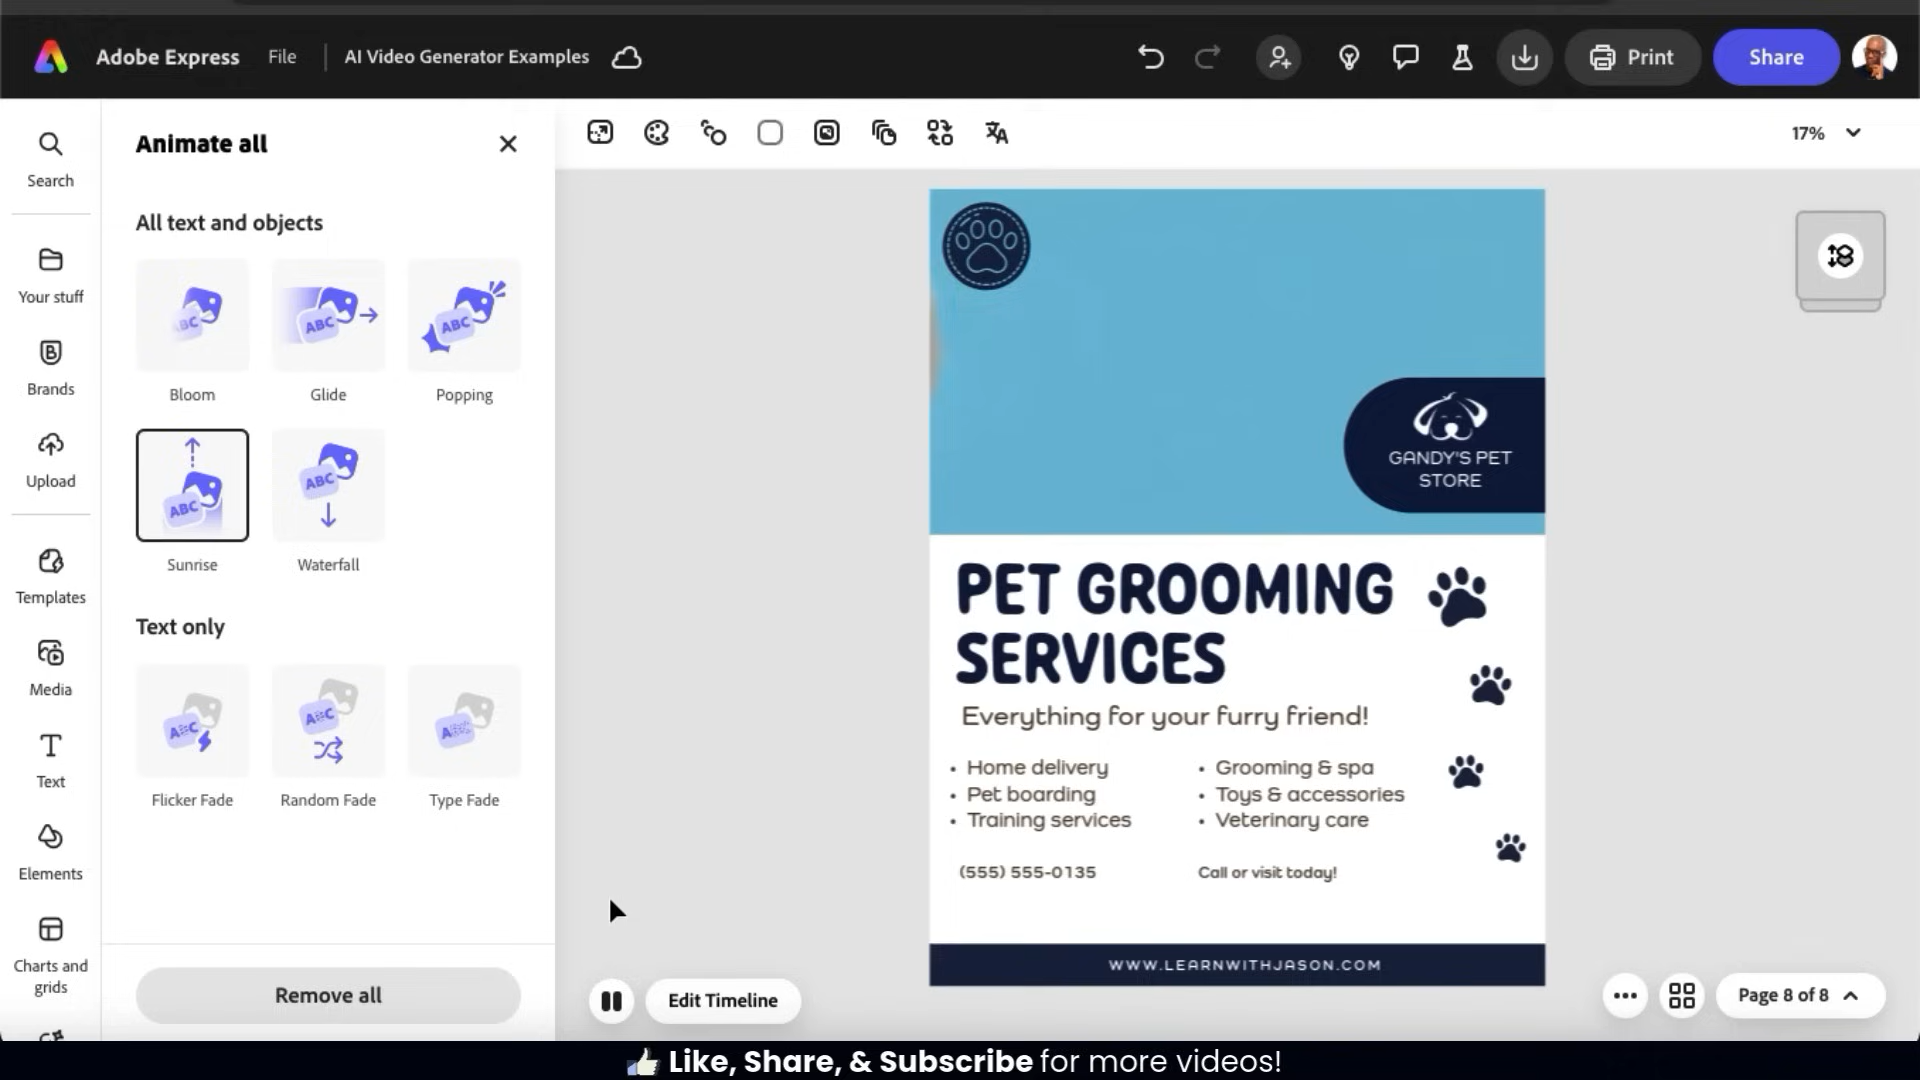 Adobe Express
File
AI Video Generator Examples
Print
Share
Search
Your stuff
Brands
Upload
Templates
Media
Text
Elements
Charts and
grids
Animate all
All text and objects
Bloom
Glide
Popping
Sunrise
Waterfall
Text only
Flicker Fade
Random Fade
Type Fade
Remove all
17%
GANDY'S PET
STORE
PET GROOMING
SERVICES
Everything for your furry friend!
• Home delivery
• Pet boarding
• Training services
• Grooming & spa
• Toys & accessories
• Veterinary care
(555) 555-0135
Call or visit today!
WWW.LEARNWITHJASON.COM
Edit Timeline
Page 8 of 8
👍 Like, Share, & Subscribe for more videos!